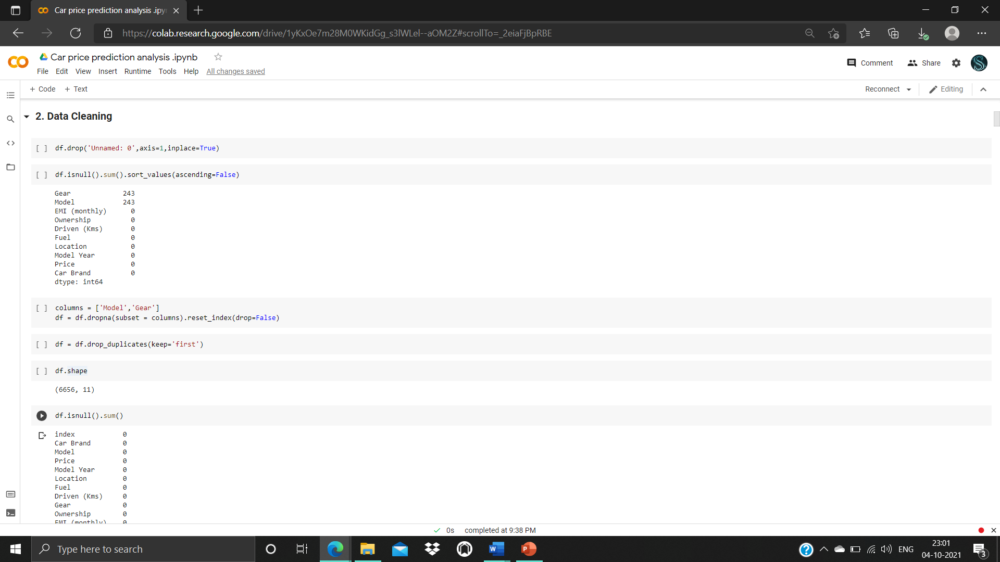 Car price prediction analysis .ipy
https://colab.research.google.com/drive/1yKxOe7m28M0WKidGg_s3lWLel--aOM2Z#scrollTo=_2eiaFjBpRBE
Car price prediction analysis .ipynb
Comment
Share
File Edit View Insert Runtime Tools Help All changes saved
+ Code + Text
Reconnect
Editing
2. Data Cleaning
[ ] df.drop('Unnamed: 0',axis=1,inplace=True)
[ ] df.isnull().sum().sort_values(ascending=False)
Gear 243
Model 243
EMI (monthly) 0
Ownership 0
Driven (Kms) 0
Fuel 0
Location 0
Model Year 0
Price 0
Car Brand 0
dtype: int64
[ ] columns = ['Model','Gear']
df = df.dropna(subset = columns).reset_index(drop=False)
[ ] df = df.drop_duplicates(keep='first')
[ ] df.shape
(6656, 11)
df.isnull().sum()
index 0
Car Brand 0
Model 0
Price 0
Model Year 0
Location 0
Fuel 0
Driven (Kms) 0
Gear 0
Ownership 0
EMI (monthly) 0
0s completed at 9:38 PM
Type here to search
ENG
23:01
04-10-2021
3